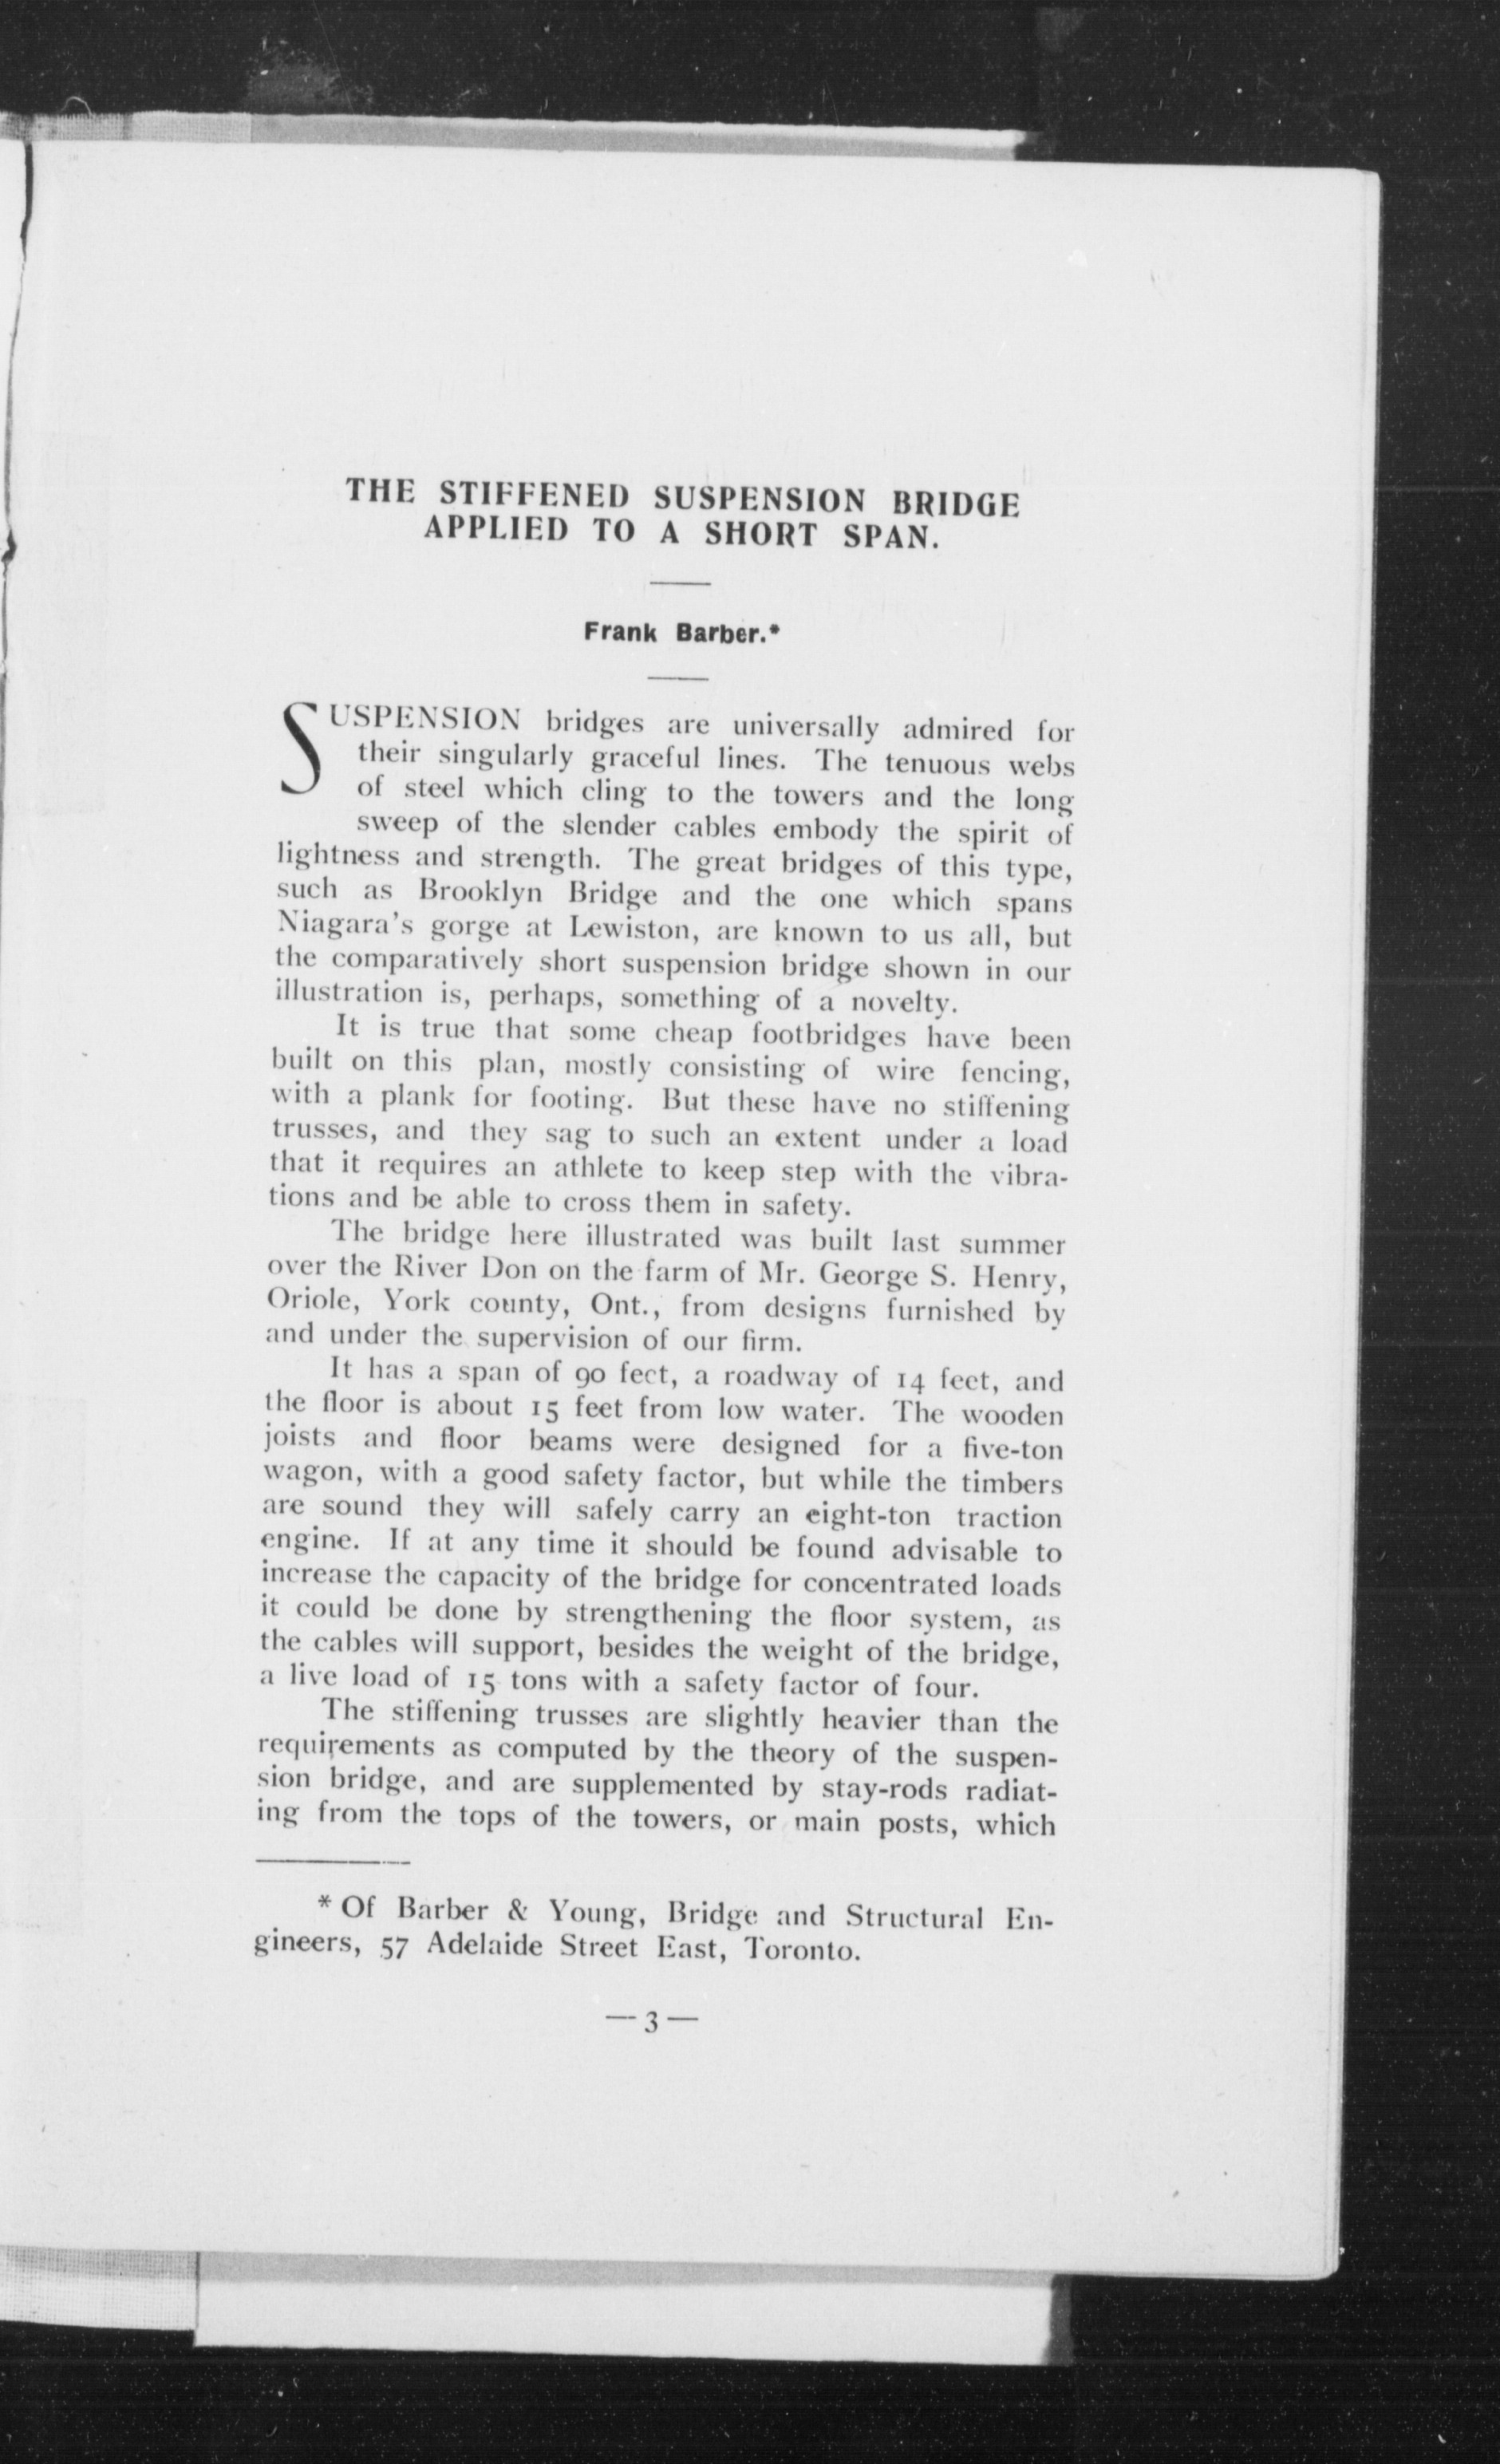 THE STIFFENED SUSPENSION BRIDGE
APPLIED TO A SHORT SPAN.
Frank Barber.*
SUSPENSION bridges are universally admired for
their singularly graceful lines. The tenuous webs
of steel which cling to the towers and the long
sweep of the slender cables embody the spirit of
lightness and strength. The great bridges of this type,
such as Brooklyn Bridge and the one which spans
Niagara's gorge at Lewiston, are known to us all, but
the comparatively short suspension bridge shown in our
illustration is, perhaps, something of a novelty.
It is true that some cheap footbridges have been
built on this plan, mostly consisting of wire fencing,
with a plank for footing. But these have no stiffening
trusses, and they sag to such an extent under a load
that it requires an athlete to keep step with the vibra-
tions and be able to cross them in safety.
The bridge here illustrated was built last summer
over the River Don on the farm of Mr. George S. Henry,
Oriole, York county, Ont., from designs furnished by
and under the supervision of our firm.
It has a span of 90 feet, a roadway of 14 feet, and
the floor is about 15 feet from low water. The wooden
joists and floor beams were designed for a five-ton
wagon, with a good safety factor, but while the timbers
are sound they will safely carry an eight-ton traction
engine. If at any time it should be found advisable to
increase the capacity of the bridge for concentrated loads
it could be done by strengthening the floor system, as
the cables will support, besides the weight of the bridge,
a live load of 15 tons with a safety factor of four.
The stiffening trusses are slightly heavier than the
requirements as computed by the theory of the suspen-
sion bridge, and are supplemented by stay-rods radiat-
ing from the tops of the towers, or main posts, which
* Of Barber & Young, Bridge and Structural En-
gineers, 57 Adelaide Street East, Toronto.
— 3 —